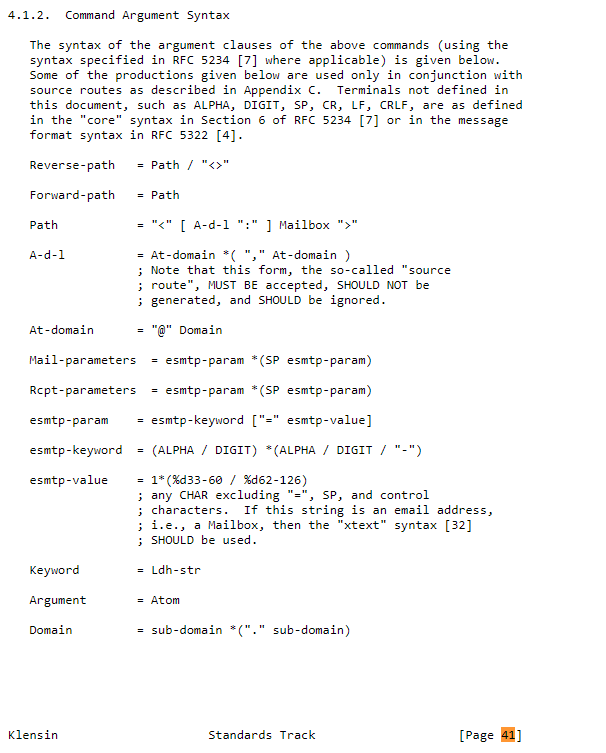 4.1.2.  Command Argument Syntax
The syntax of the argument clauses of the above commands (using the
syntax specified in RFC 5234 [7] where applicable) is given below.
Some of the productions given below are used only in conjunction with
source routes as described in Appendix C.  Terminals not defined in
this document, such as ALPHA, DIGIT, SP, CR, LF, CRLF, are as defined
in the "core" syntax in Section 6 of RFC 5234 [7] or in the message
format syntax in RFC 5322 [4].
Reverse-path   = Path / "<>"
Forward-path   = Path
Path           = "<" [ A-d-l ":" ] Mailbox ">"
A-d-l          = At-domain *( "," At-domain )
; Note that this form, the so-called "source
; route", MUST BE accepted, SHOULD NOT be
; generated, and SHOULD be ignored.
At-domain      = "@" Domain
Mail-parameters  = esmtp-param *(SP esmtp-param)
Rcpt-parameters  = esmtp-param *(SP esmtp-param)
esmtp-param    = esmtp-keyword ["=" esmtp-value]
esmtp-keyword  = (ALPHA / DIGIT) *(ALPHA / DIGIT / "-")
esmtp-value    = 1*(%d33-60 / %d62-126)
; any CHAR excluding "=", SP, and control
; characters.  If this string is an email address,
; i.e., a Mailbox, then the "xtext" syntax [32]
; SHOULD be used.
Keyword        = Ldh-str
Argument       = Atom
Domain         = sub-domain *("." sub-domain)
Klensin                     Standards Track                    [Page 41]